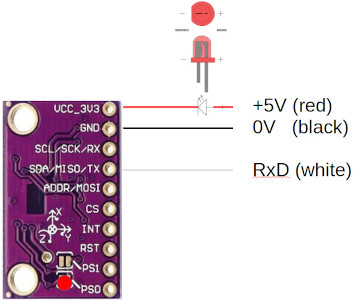 VCC_3V3
+5V (red)
GND
0V (black)
SCL/SCK/RX
SDA/MISO/TX
RxD (white)
ADDR/MOSI
CS
X
INT
Z
Y
RST
PS1
PS0